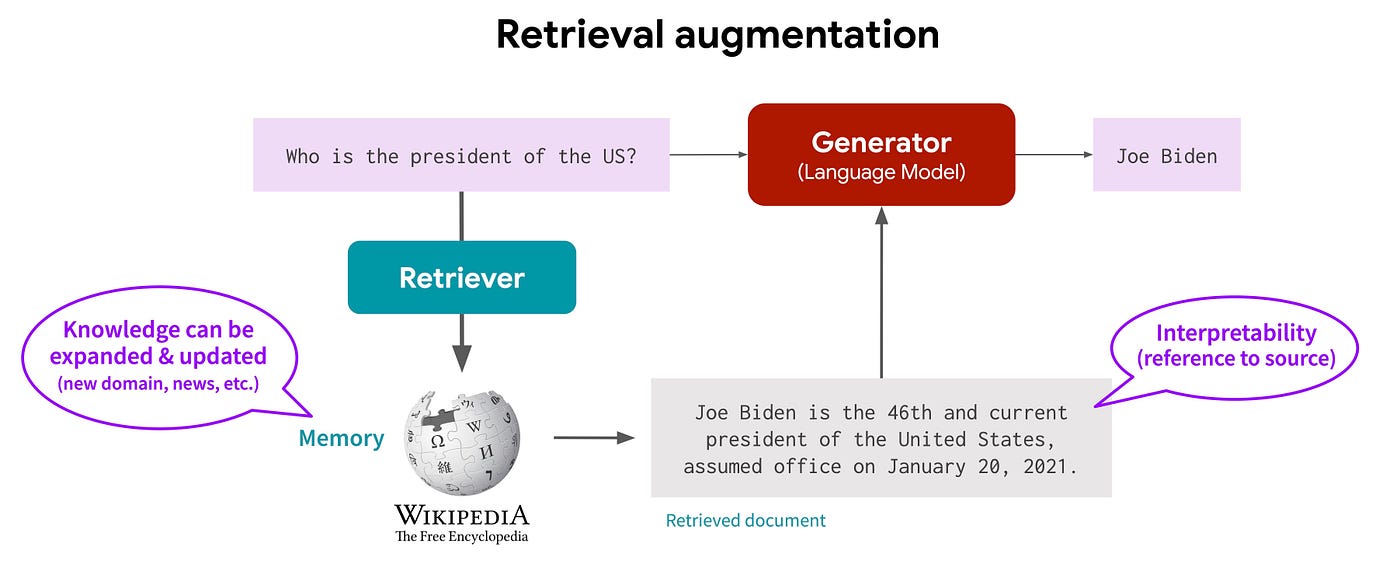 Retrieval augmentation
Who is the president of the US?
Generator
(Language Model)
Joe Biden
Retriever
Knowledge can be
expanded & updated
(new domain, news, etc.)
Memory
Ω
W
И
維
WIKIPEDIA
The Free Encyclopedia
Joe Biden is the 46th and current
president of the United States,
assumed office on January 20, 2021.
Retrieved document
Interpretability
(reference to source)